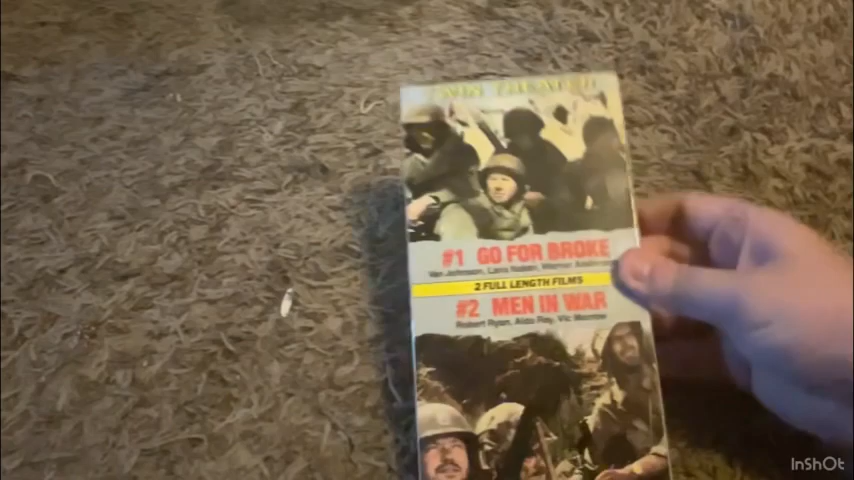 #1 GO FOR BROKE
Van Johnson, Lane Nakano, Warner Anderson
2 FULL LENGTH FILMS
#2 MEN IN WAR
Robert Ryan, Aldo Ray, Vic Morrow
InShOt